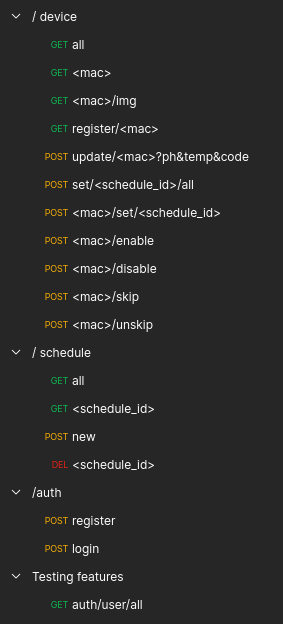 / device
GET all
GET <mac>
GET <mac>/img
GET register/<mac>
POST update/<mac>?ph&temp&code
POST set/<schedule_id>/all
POST <mac>/set/<schedule_id>
POST <mac>/enable
POST <mac>/disable
POST <mac>/skip
POST <mac>/unskip
/ schedule
GET all
GET <schedule_id>
POST new
DEL <schedule_id>
/auth
POST register
POST login
Testing features
GET auth/user/all